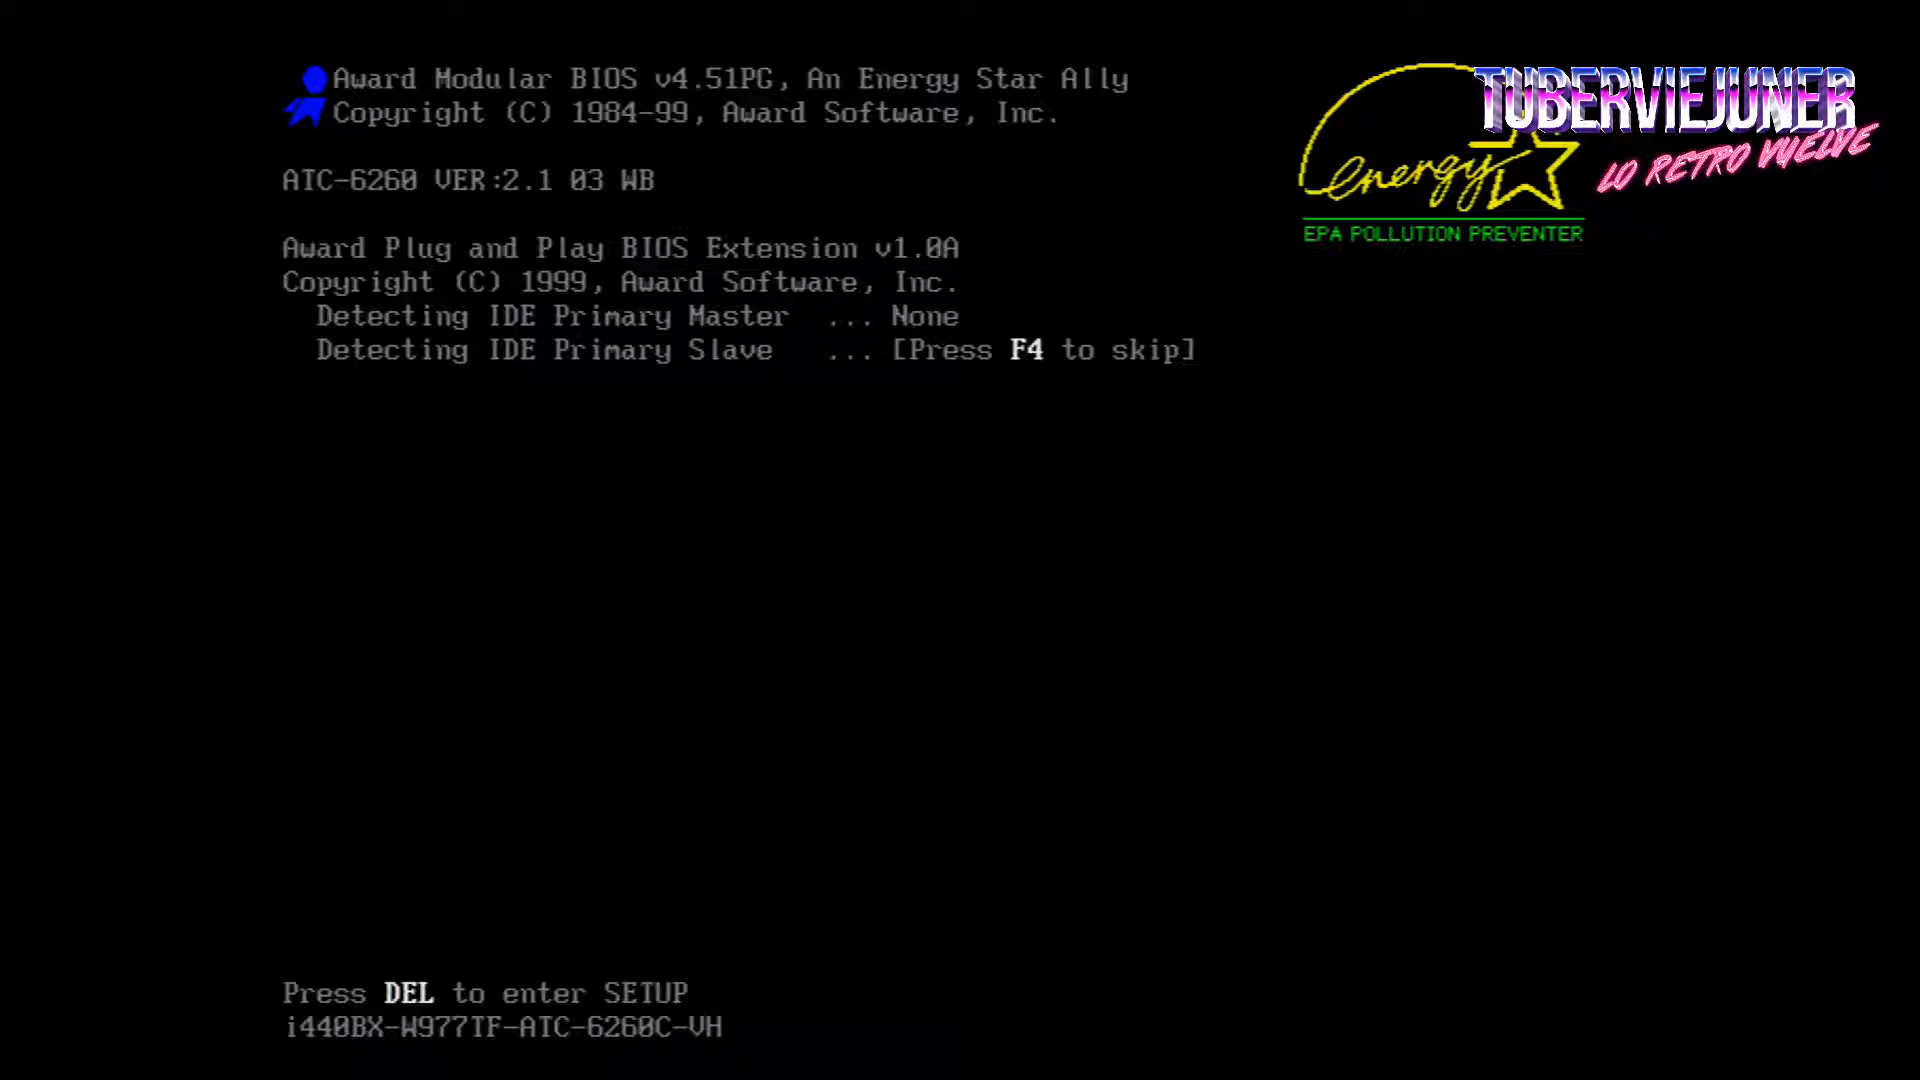 Award Modular BIOS v4.51PG, An Energy Star Ally
Copyright (C) 1984-99, Award Software, Inc.
TUBERVIEJUNER
LO RETRO VUELVE
energy
EPA POLLUTION PREVENTER
ATC-6260 VER:2.1 03 WB
Award Plug and Play BIOS Extension v1.0A
Copyright (C) 1999, Award Software, Inc.
Detecting IDE Primary Master ... None
Detecting IDE Primary Slave ... [Press F4 to skip]
Press DEL to enter SETUP
i440BX-W977TF-ATC-6260C-VH